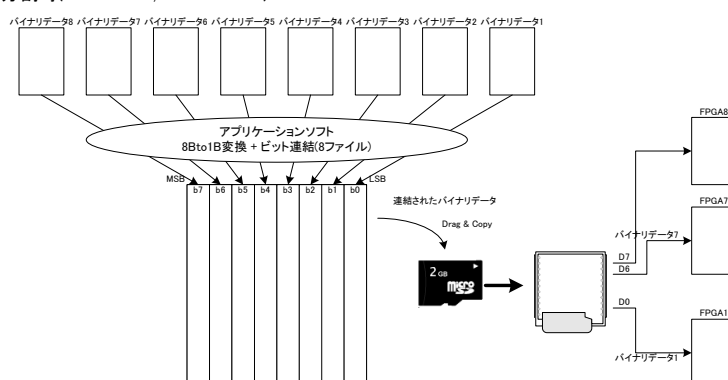 バイナリデータ8 バイナリデータ7 バイナリデータ6 バイナリデータ5 バイナリデータ4 バイナリデータ3 バイナリデータ2 バイナリデータ1
アプリケーションソフト
8Bto1B変換 + ビット連結(8ファイル)
MSB
LSB
b7 b6 b5 b4 b3 b2 b1 b0
連結されたバイナリデータ
Drag & Copy
2 GB
micro
SD
D7
D6
D0
FPGA8
FPGA7
バイナリデータ7
FPGA1
バイナリデータ1